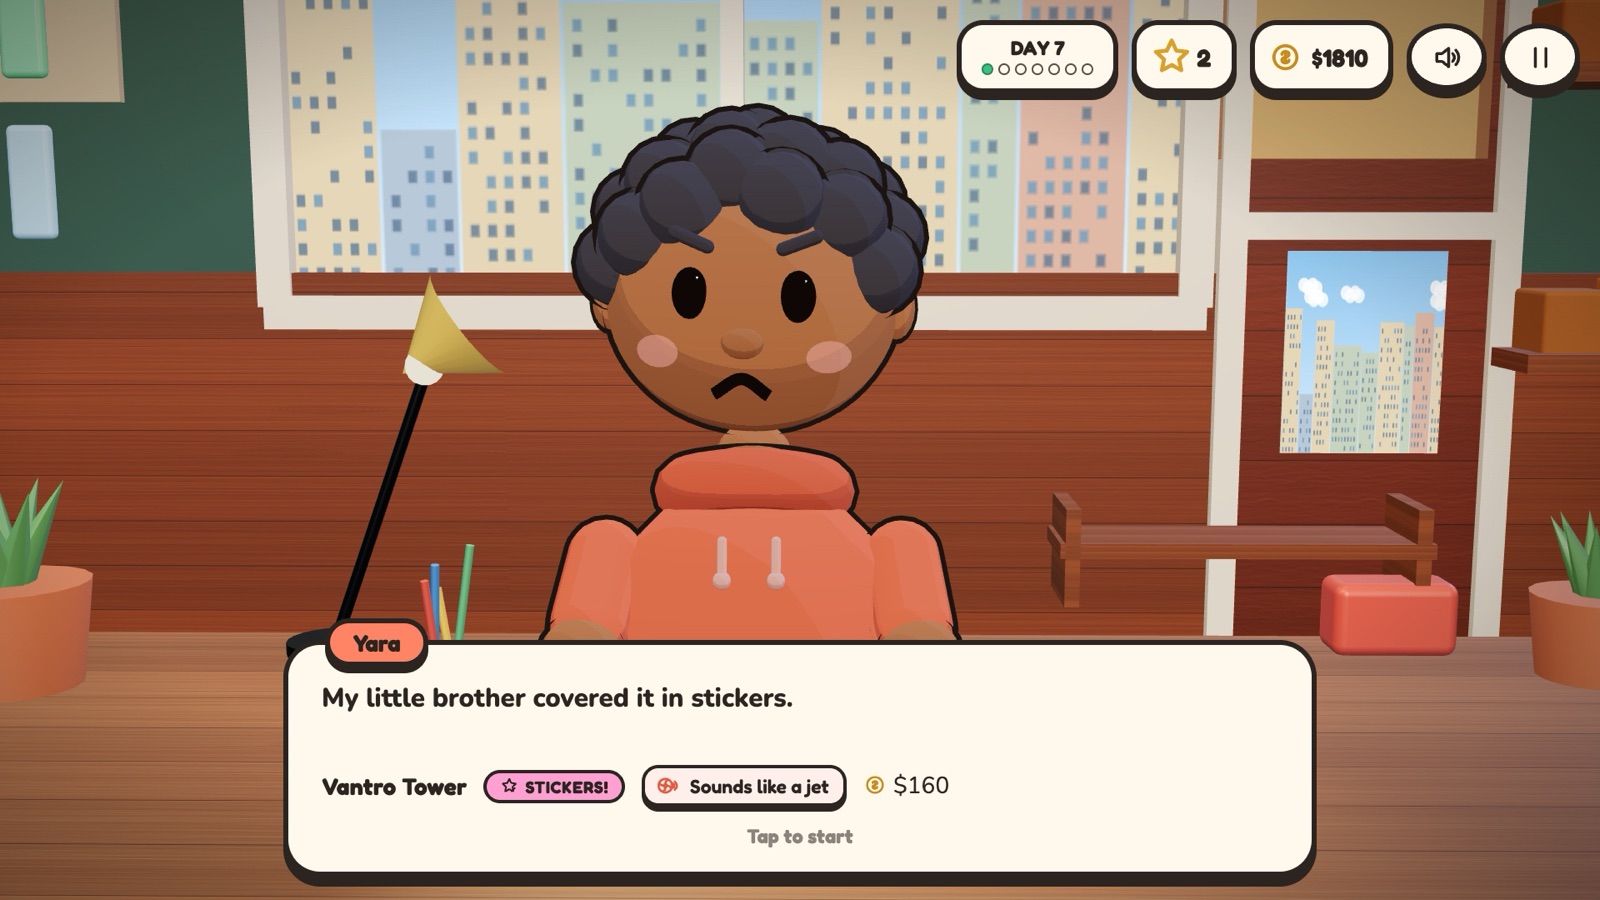 DAY 7
2
$1810
Yara
My little brother covered it in stickers.
Vantro Tower STICKERS! Sounds like a jet $160
Tap to start